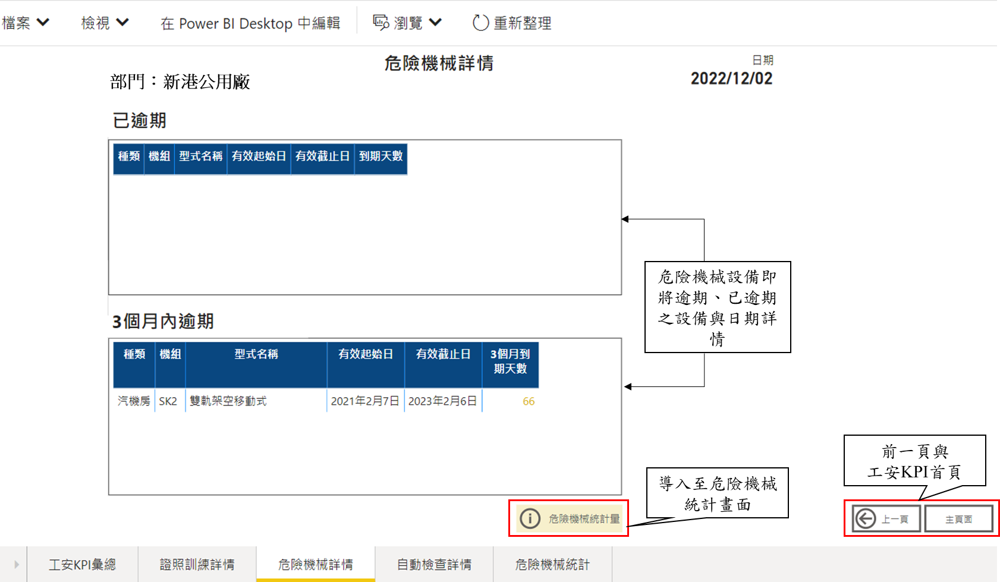 檔案 檢視 在 Power BI Desktop 中編輯 瀏覽 重新整理
危險機械詳情
日期
2022/12/02
部門：新港公用廠
已逾期
種類 機組 型式名稱 有效起始日 有效截止日 到期天數
危險機械設備即
將逾期、已逾期
之設備與日期詳
情
3個月內逾期
種類 機組 型式名稱 有效起始日 有效截止日 3個月到
期天數
汽機房 SK2 雙軌架空移動式 2021年2月7日 2023年2月6日 66
前一頁與
工安KPI首頁
導入至危險機械
統計畫面
危險機械統計量
上一頁 主頁面
工安KPI彙總 證照訓練詳情 危險機械詳情 自動檢查詳情 危險機械統計